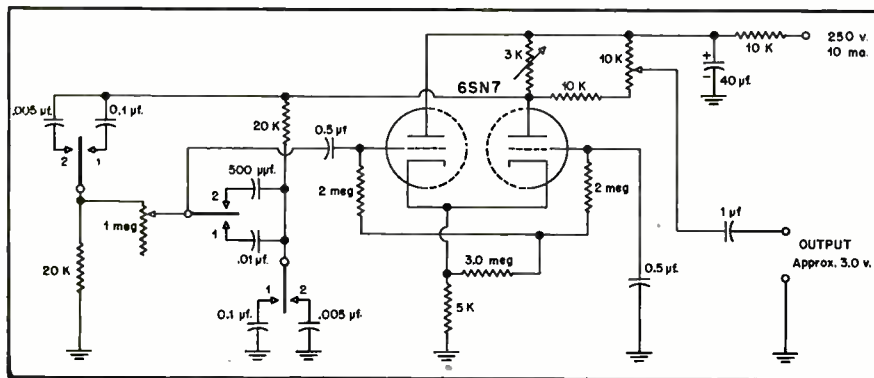 3 K
10 K
10 K
250 v.
10 ma.
+
−
40 µf.
6SN7
10 K
.005 µf.
0.1 µf.
20 K
0.5 µf
2
1
500 µµf.
2
2 meg
2 meg
1 meg
1
1 µf
.01 µf.
OUTPUT
Approx. 3.0 v.
20 K
3.0 meg
0.5 µf.
1
2
5 K
0.1 µf.
.005 µf.